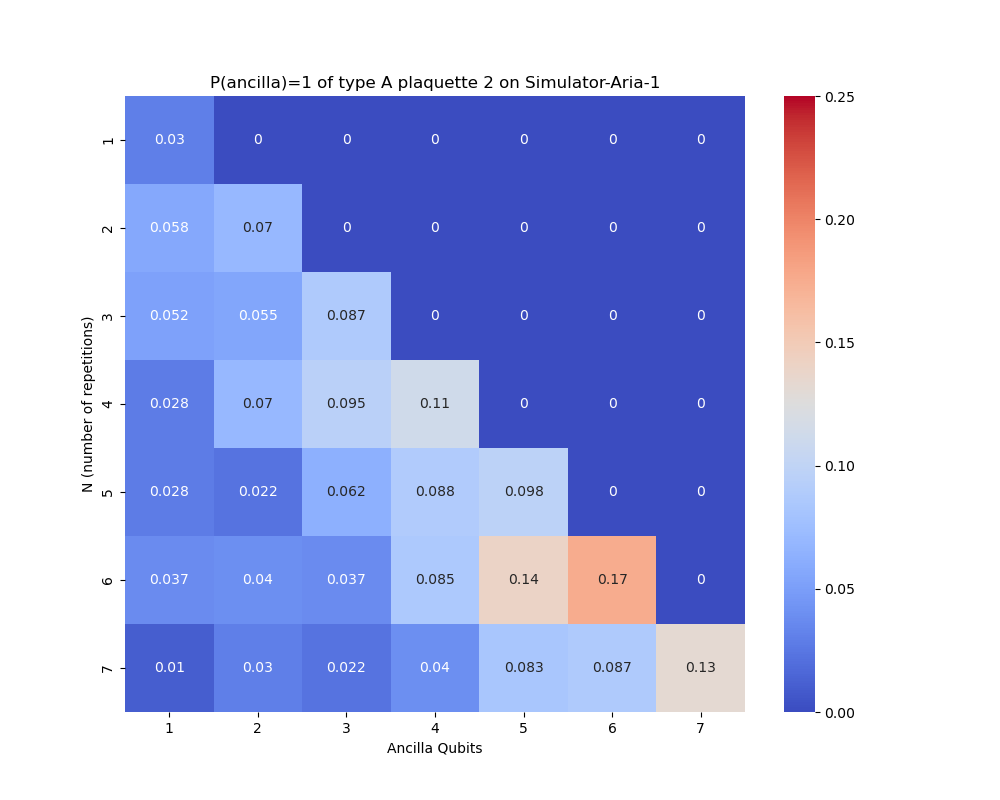 P(ancilla)=1 of type A plaquette 2 on Simulator-Aria-1
N (number of repetitions)
1 0.03 0 0 0 0 0 0
2 0.058 0.07 0 0 0 0 0
3 0.052 0.055 0.087 0 0 0 0
4 0.028 0.07 0.095 0.11 0 0 0
5 0.028 0.022 0.062 0.088 0.098 0 0
6 0.037 0.04 0.037 0.085 0.14 0.17 0
7 0.01 0.03 0.022 0.04 0.083 0.087 0.13
1 2 3 4 5 6 7
Ancilla Qubits
0.25
0.20
0.15
0.10
0.05
0.00